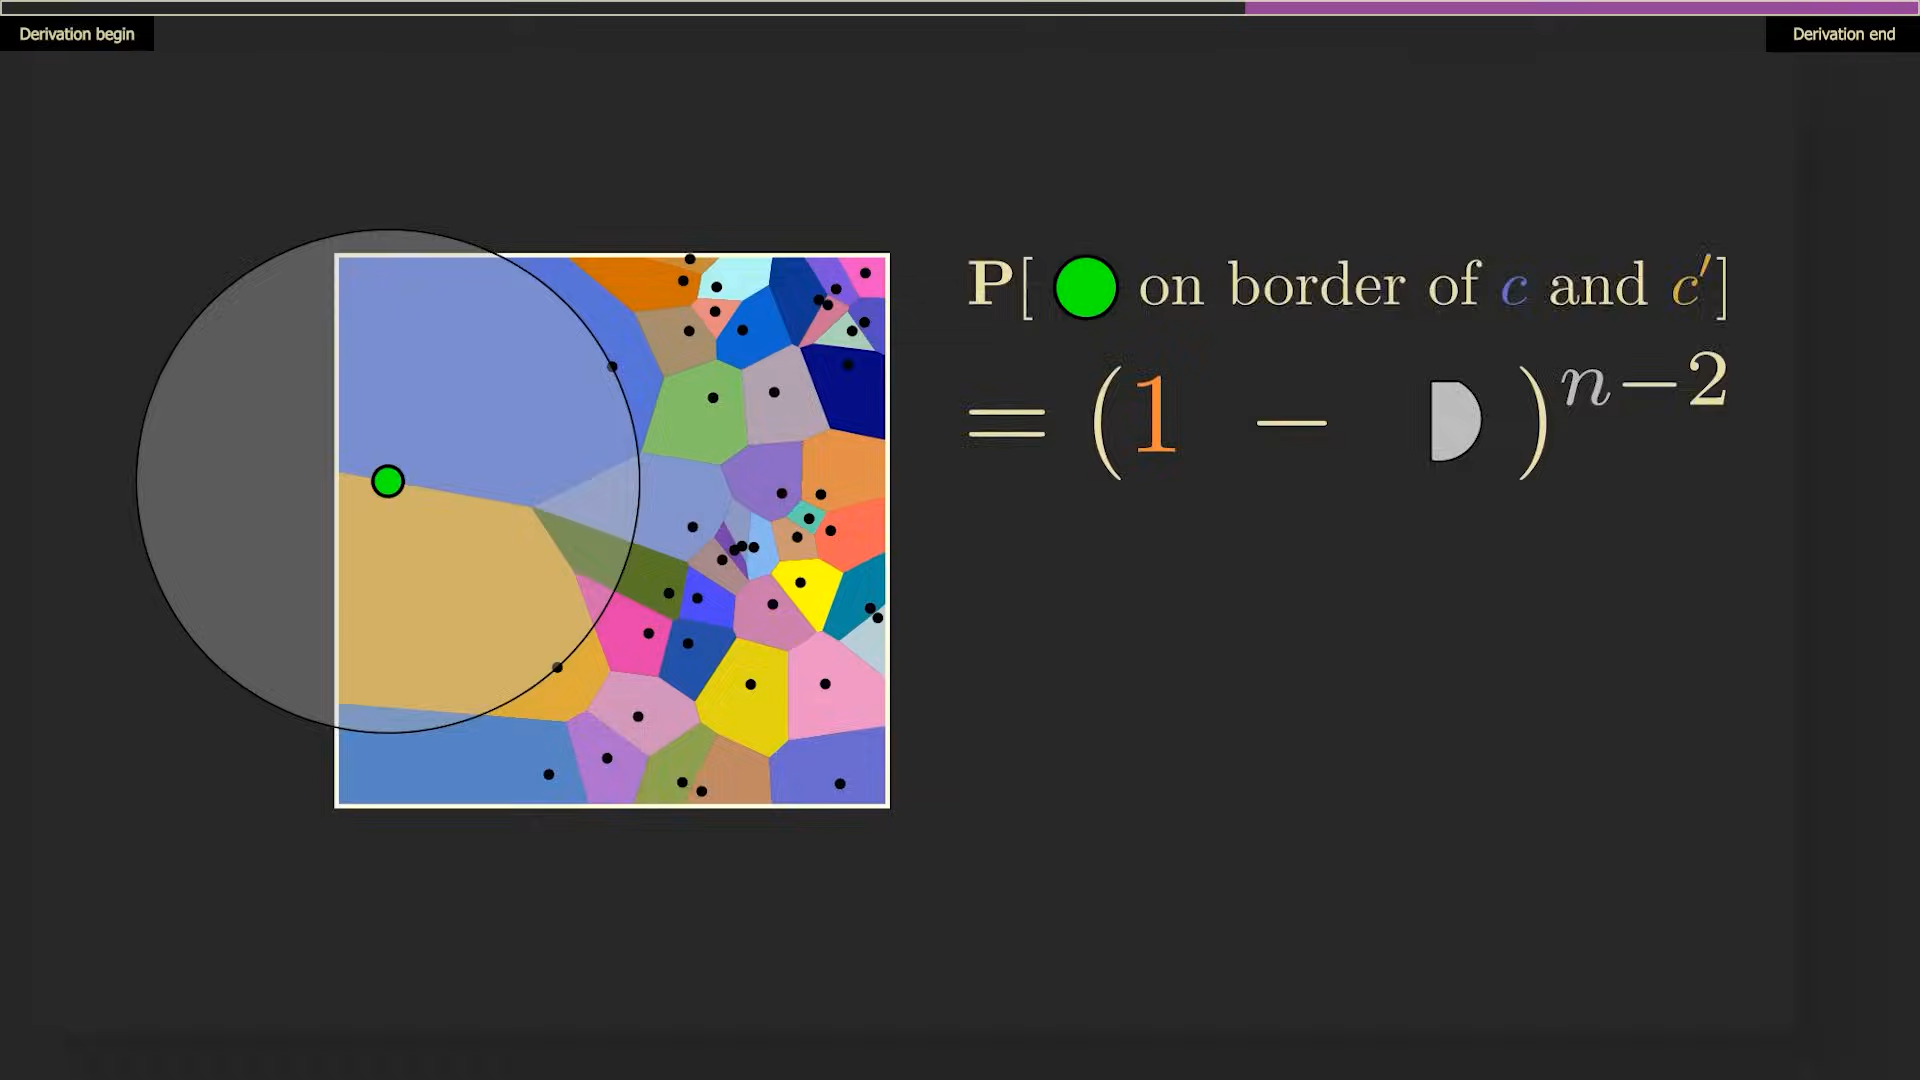 Derivation begin
Derivation end
P[ on border of c and c′]
= (1 − )ⁿ⁻²